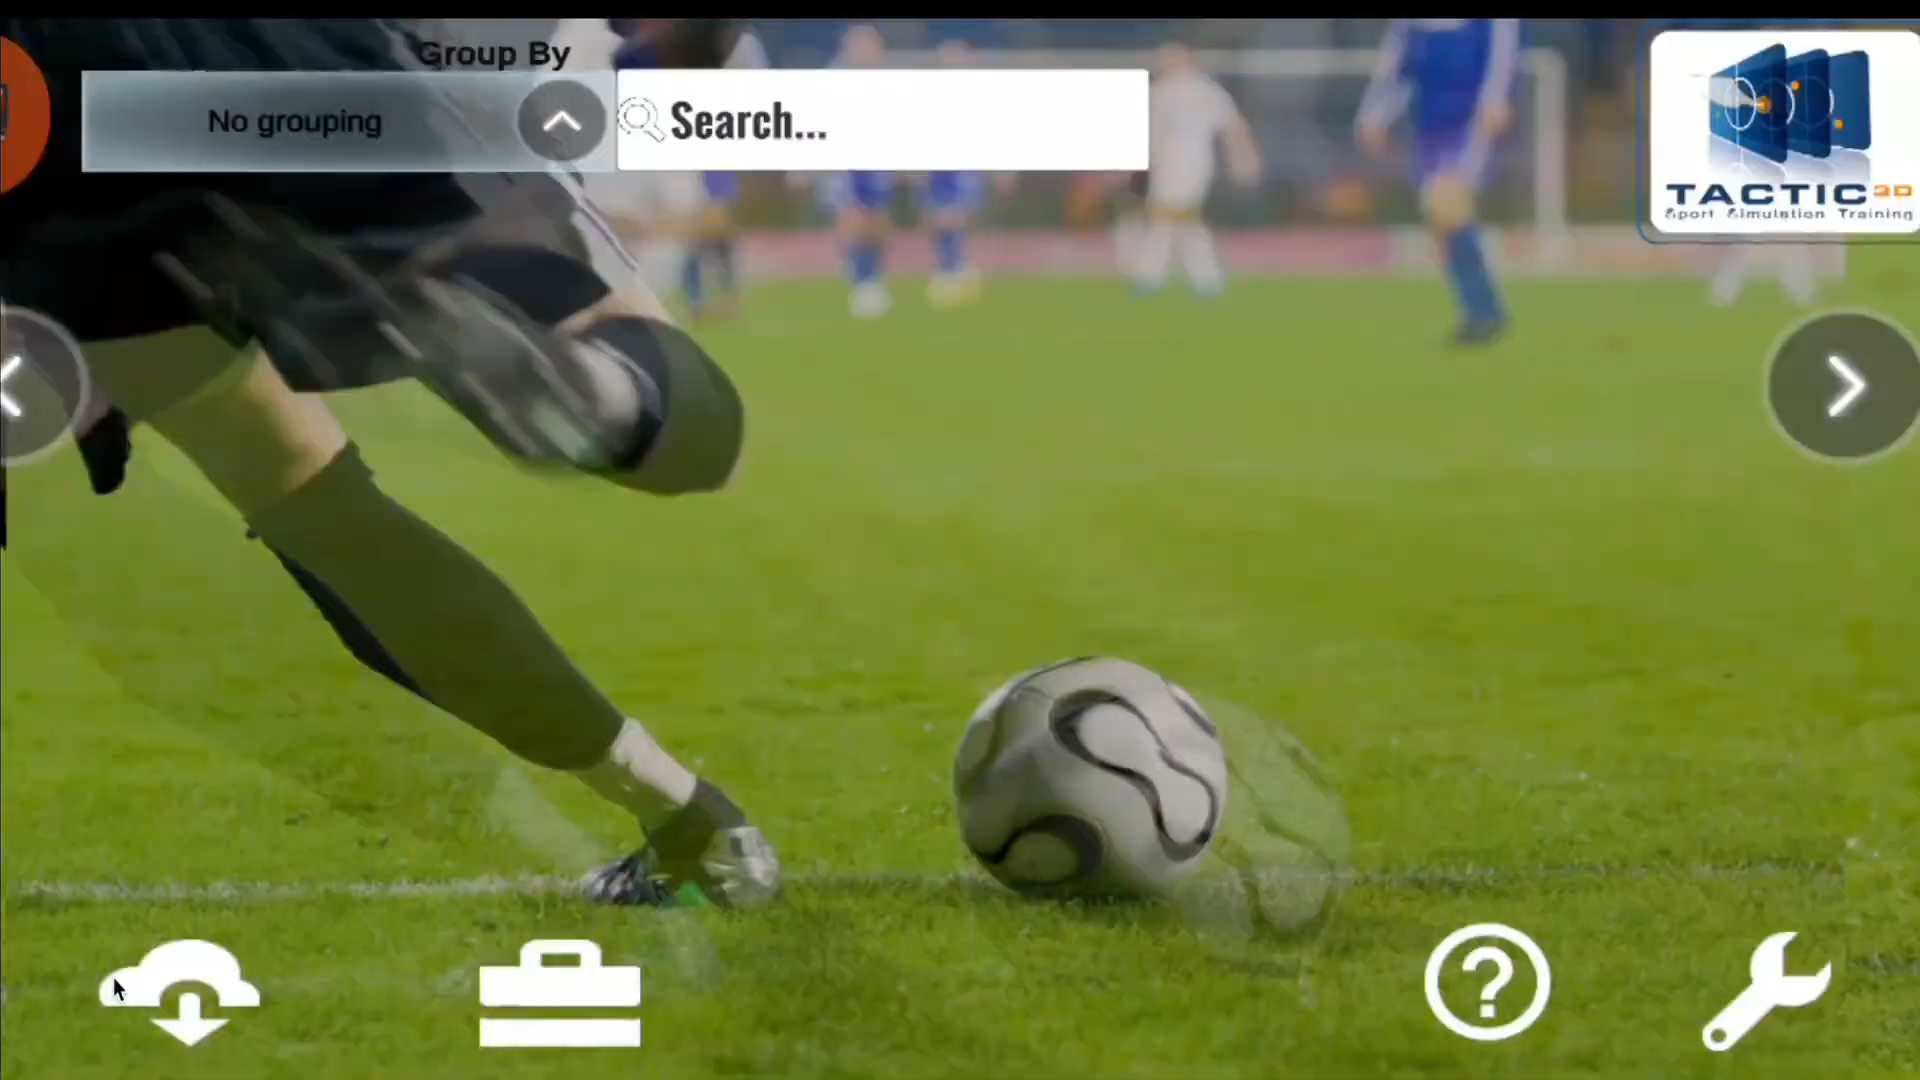 Group By
No grouping
Search...
TACTIC3D
Sport Simulation Training